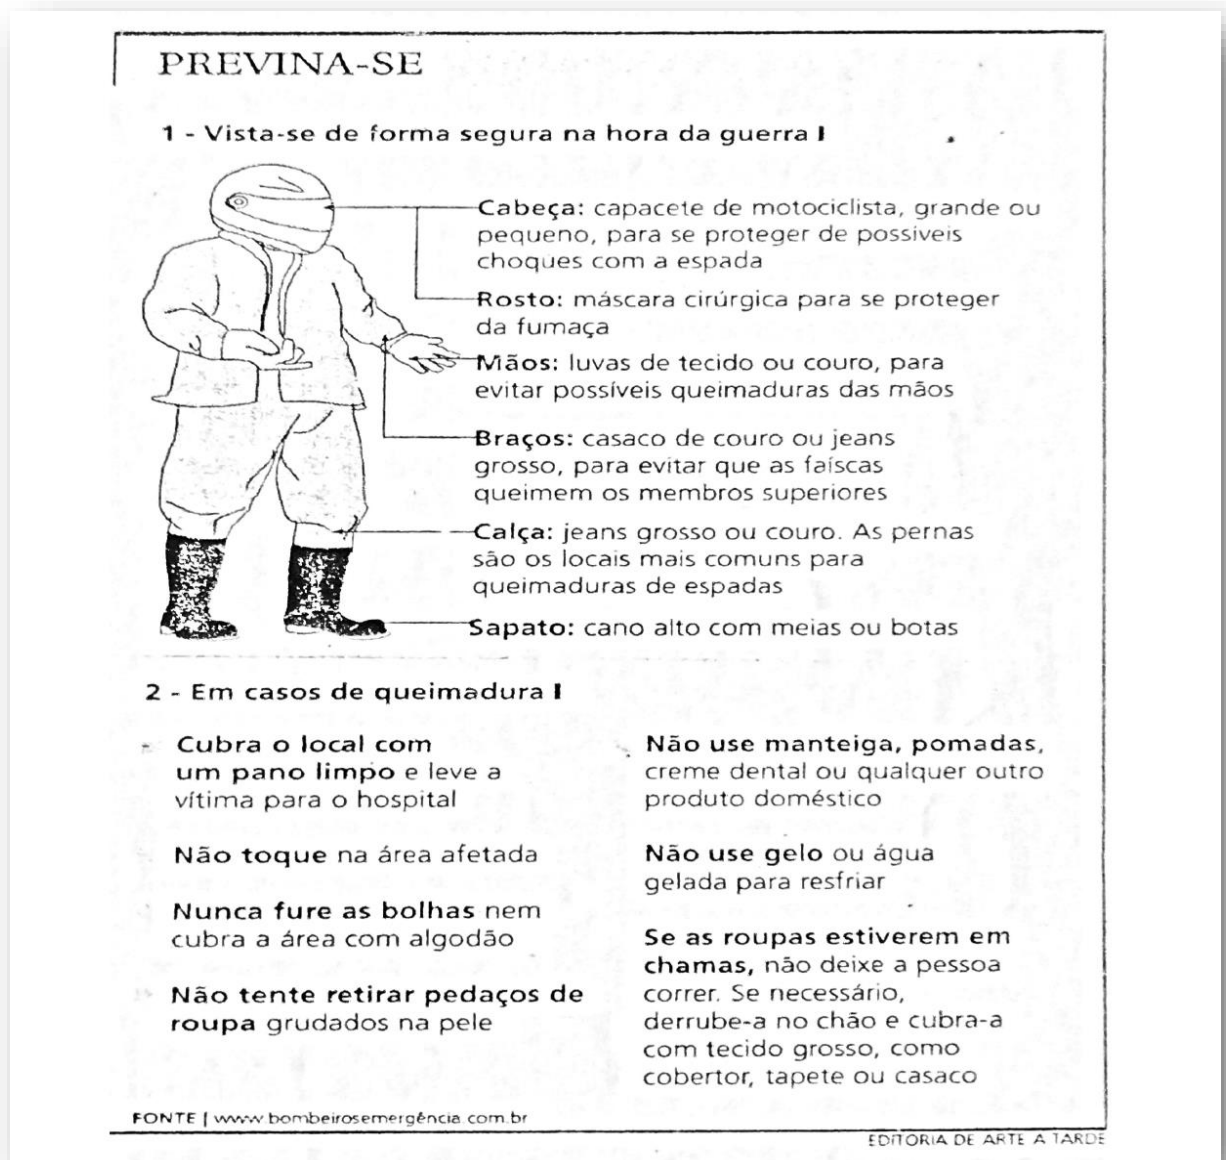 PREVINA-SE
1 - Vista-se de forma segura na hora da guerra
Cabeça: capacete de motociclista, grande ou
pequeno, para se proteger de possiveis
choques com a espada
Rosto: máscara cirúrgica para se proteger
da fumaça
Mãos: luvas de tecido ou couro, para
evitar possíveis queimaduras das mãos
Braços: casaco de couro ou jeans
grosso, para evitar que as faíscas
queimem os membros superiores
Calça: jeans grosso ou couro. As pernas
são os locais mais comuns para
queimaduras de espadas
Sapato: cano alto com meias ou botas
2 - Em casos de queimadura
Cubra o local com
um pano limpo e leve a
vítima para o hospital
Não toque na área afetada
Nunca fure as bolhas nem
cubra a área com algodão
Não tente retirar pedaços de
roupa grudados na pele
Não use manteiga, pomadas,
creme dental ou qualquer outro
produto doméstico
Não use gelo ou água
gelada para resfriar
Se as roupas estiverem em
chamas, não deixe a pessoa
correr. Se necessário,
derrube-a no chão e cubra-a
com tecido grosso, como
cobertor, tapete ou casaco
FONTE | www.bombeirosemergência.com.br
EDITORIA DE ARTE A TARDE